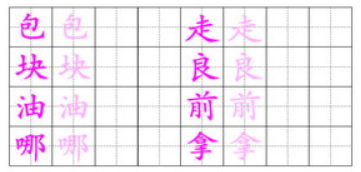 包 包 走 走
块 块 良 良
油 油 前 前
哪 哪 拿 拿